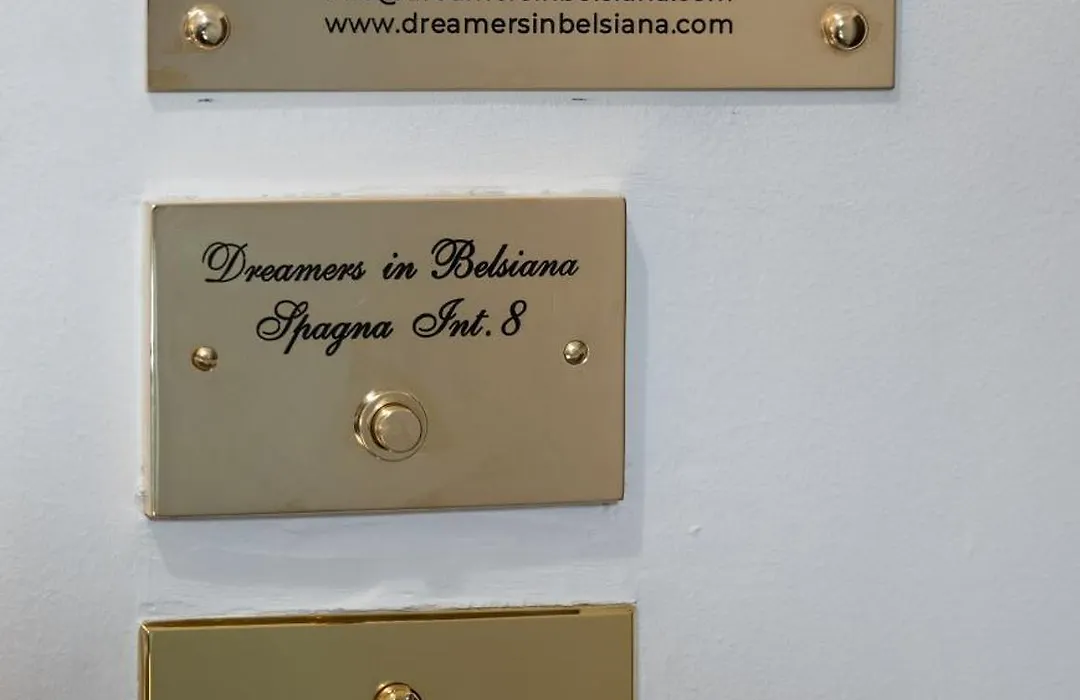 www.dreamersinbelsiana.com
Dreamers in Belsiana
Spagna Int. 8